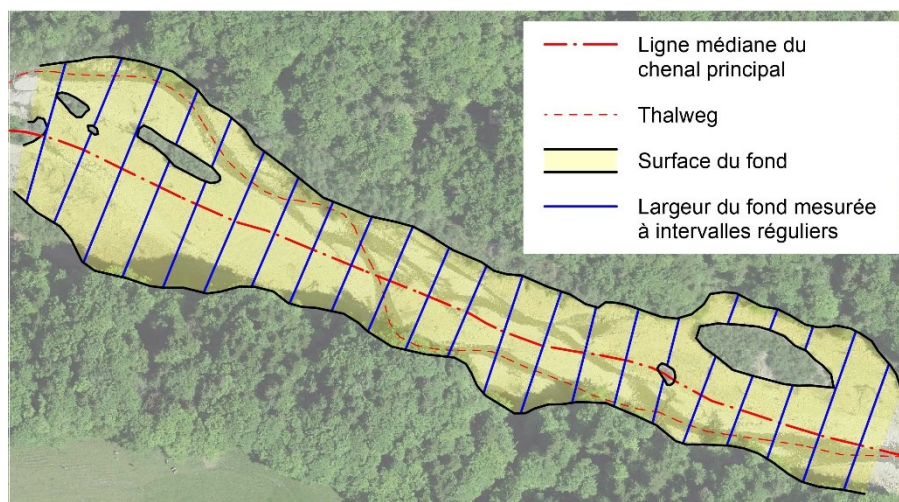 Ligne médiane du
chenal principal
Thalweg
Surface du fond
Largeur du fond mesurée
à intervalles réguliers